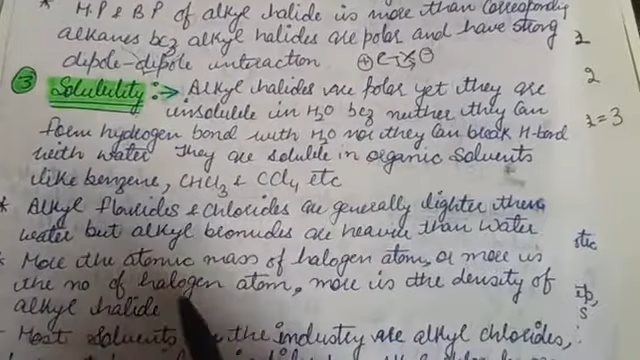 * M.P & B.P of alkyl halide is more than corresponding
alkanes bcz alkyl halides are polar and have strong
dipole-dipole interaction ⊕C-X⊖
③ Solubility :→ Alkyl halides are polar yet they are
insoluble in H2O bcz neither they can
form hydrogen bond with H2O nor they can break H-bond
with water They are soluble in organic solvents
like benzene, CHCl3 & CCl4 etc
* Alkyl flourides & chlorides are generally lighter than
water but alkyl bromides are heavier than water
* More the atomic mass of halogen atom, or more is
the no of halogen atom, more is the density of
alkyl halide
- Most solvents the industry are alkyl chlorides,
2
2
2=3